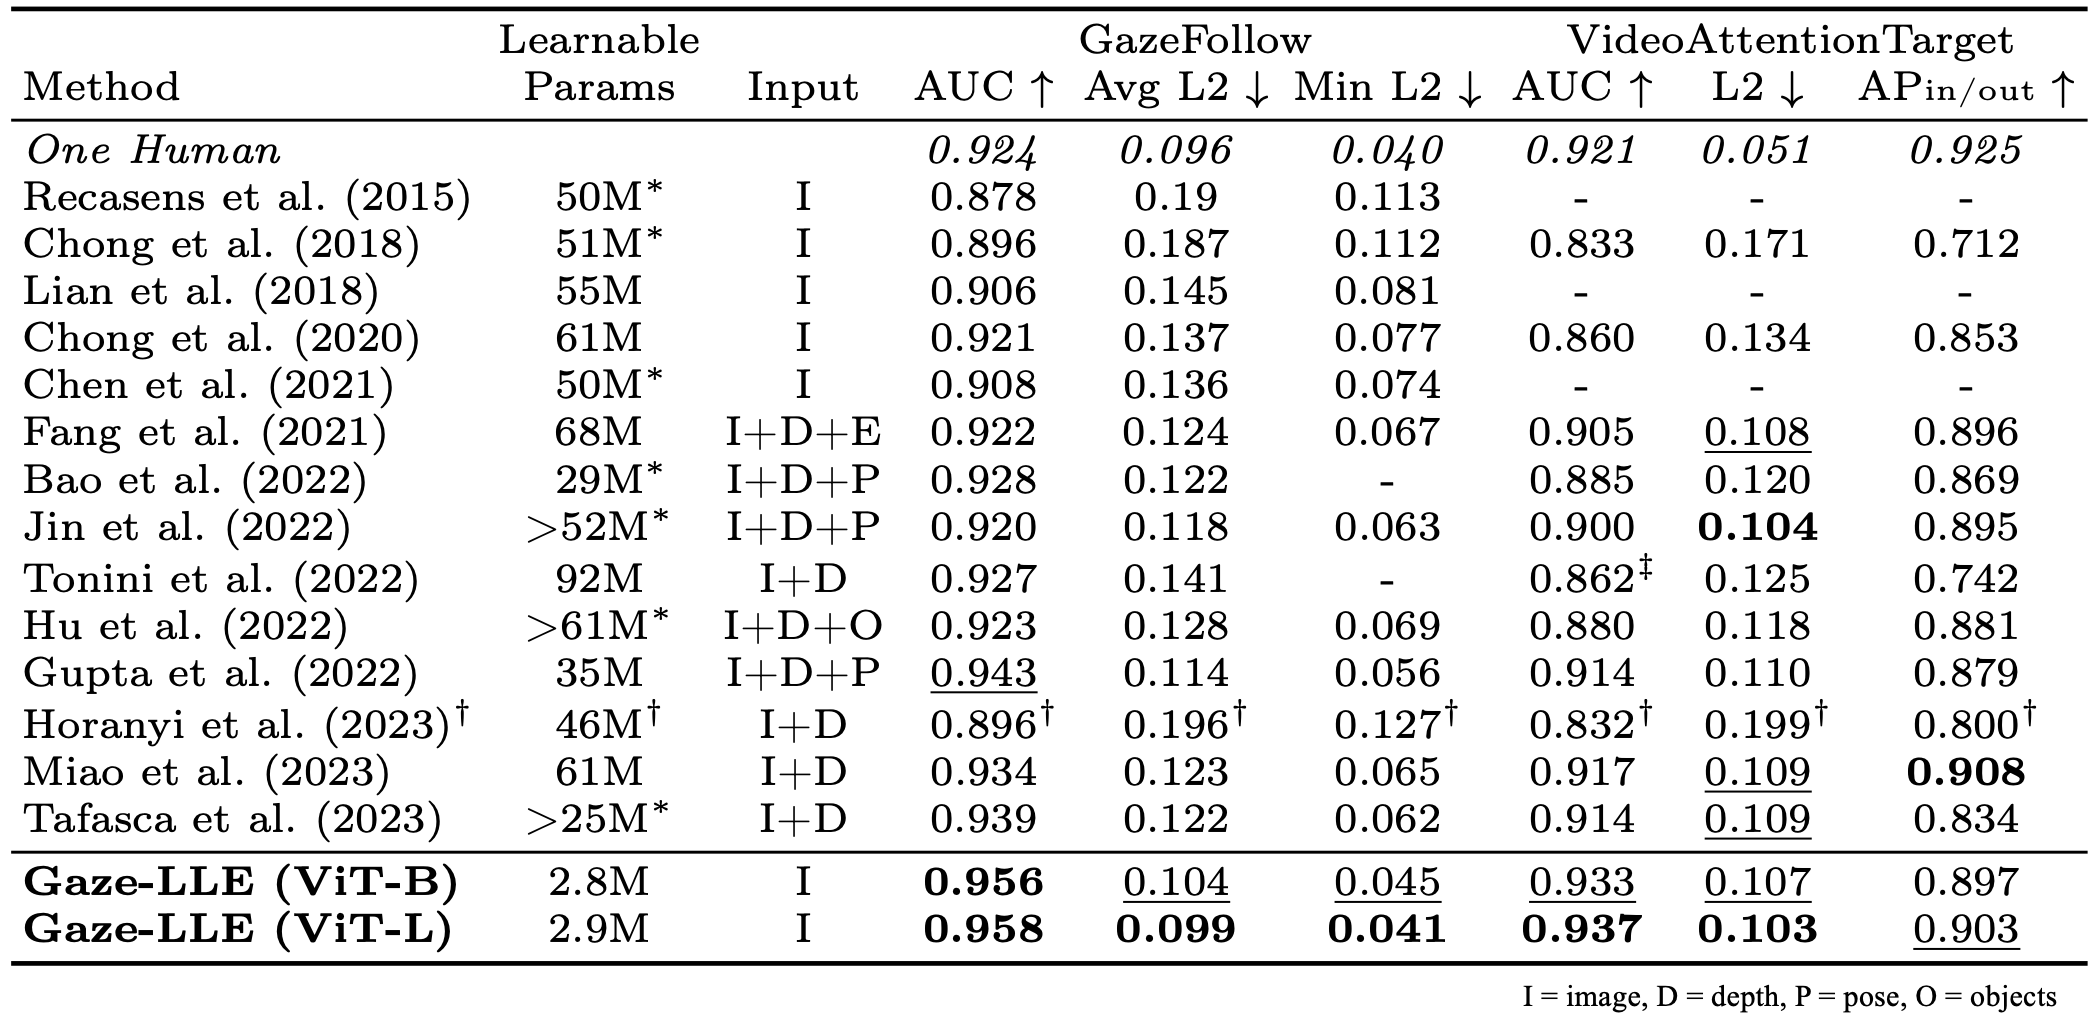 Learnable GazeFollow VideoAttentionTarget
Method Params Input AUC ↑ Avg L2 ↓ Min L2 ↓ AUC ↑ L2 ↓ APin/out ↑
One Human 0.924 0.096 0.040 0.921 0.051 0.925
Recasens et al. (2015) 50M* I 0.878 0.19 0.113 - - -
Chong et al. (2018) 51M* I 0.896 0.187 0.112 0.833 0.171 0.712
Lian et al. (2018) 55M I 0.906 0.145 0.081 - - -
Chong et al. (2020) 61M I 0.921 0.137 0.077 0.860 0.134 0.853
Chen et al. (2021) 50M* I 0.908 0.136 0.074 - - -
Fang et al. (2021) 68M I+D+E 0.922 0.124 0.067 0.905 0.108 0.896
Bao et al. (2022) 29M* I+D+P 0.928 0.122 - 0.885 0.120 0.869
Jin et al. (2022) >52M* I+D+P 0.920 0.118 0.063 0.900 0.104 0.895
Tonini et al. (2022) 92M I+D 0.927 0.141 - 0.862‡ 0.125 0.742
Hu et al. (2022) >61M* I+D+O 0.923 0.128 0.069 0.880 0.118 0.881
Gupta et al. (2022) 35M I+D+P 0.943 0.114 0.056 0.914 0.110 0.879
Horanyi et al. (2023)† 46M† I+D 0.896† 0.196† 0.127† 0.832† 0.199† 0.800†
Miao et al. (2023) 61M I+D 0.934 0.123 0.065 0.917 0.109 0.908
Tafasca et al. (2023) >25M* I+D 0.939 0.122 0.062 0.914 0.109 0.834
Gaze-LLE (ViT-B) 2.8M I 0.956 0.104 0.045 0.933 0.107 0.897
Gaze-LLE (ViT-L) 2.9M I 0.958 0.099 0.041 0.937 0.103 0.903
I = image, D = depth, P = pose, O = objects